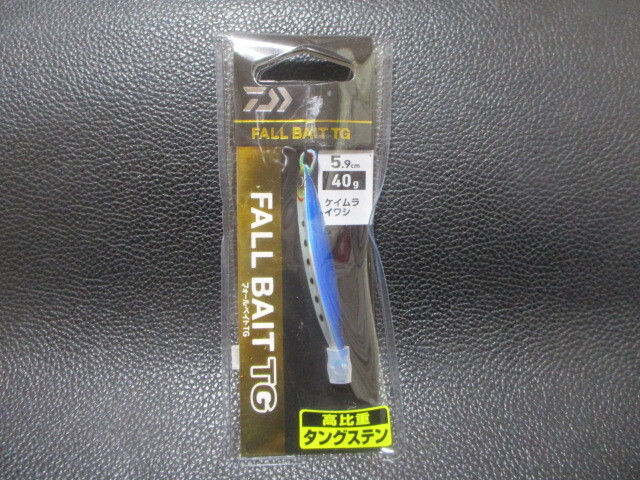 FALL BAIT TG
5.9cm
40g
ケイムラ
イワシ
FALL BAIT TG
フォールベイトTG
高比重
タングステン